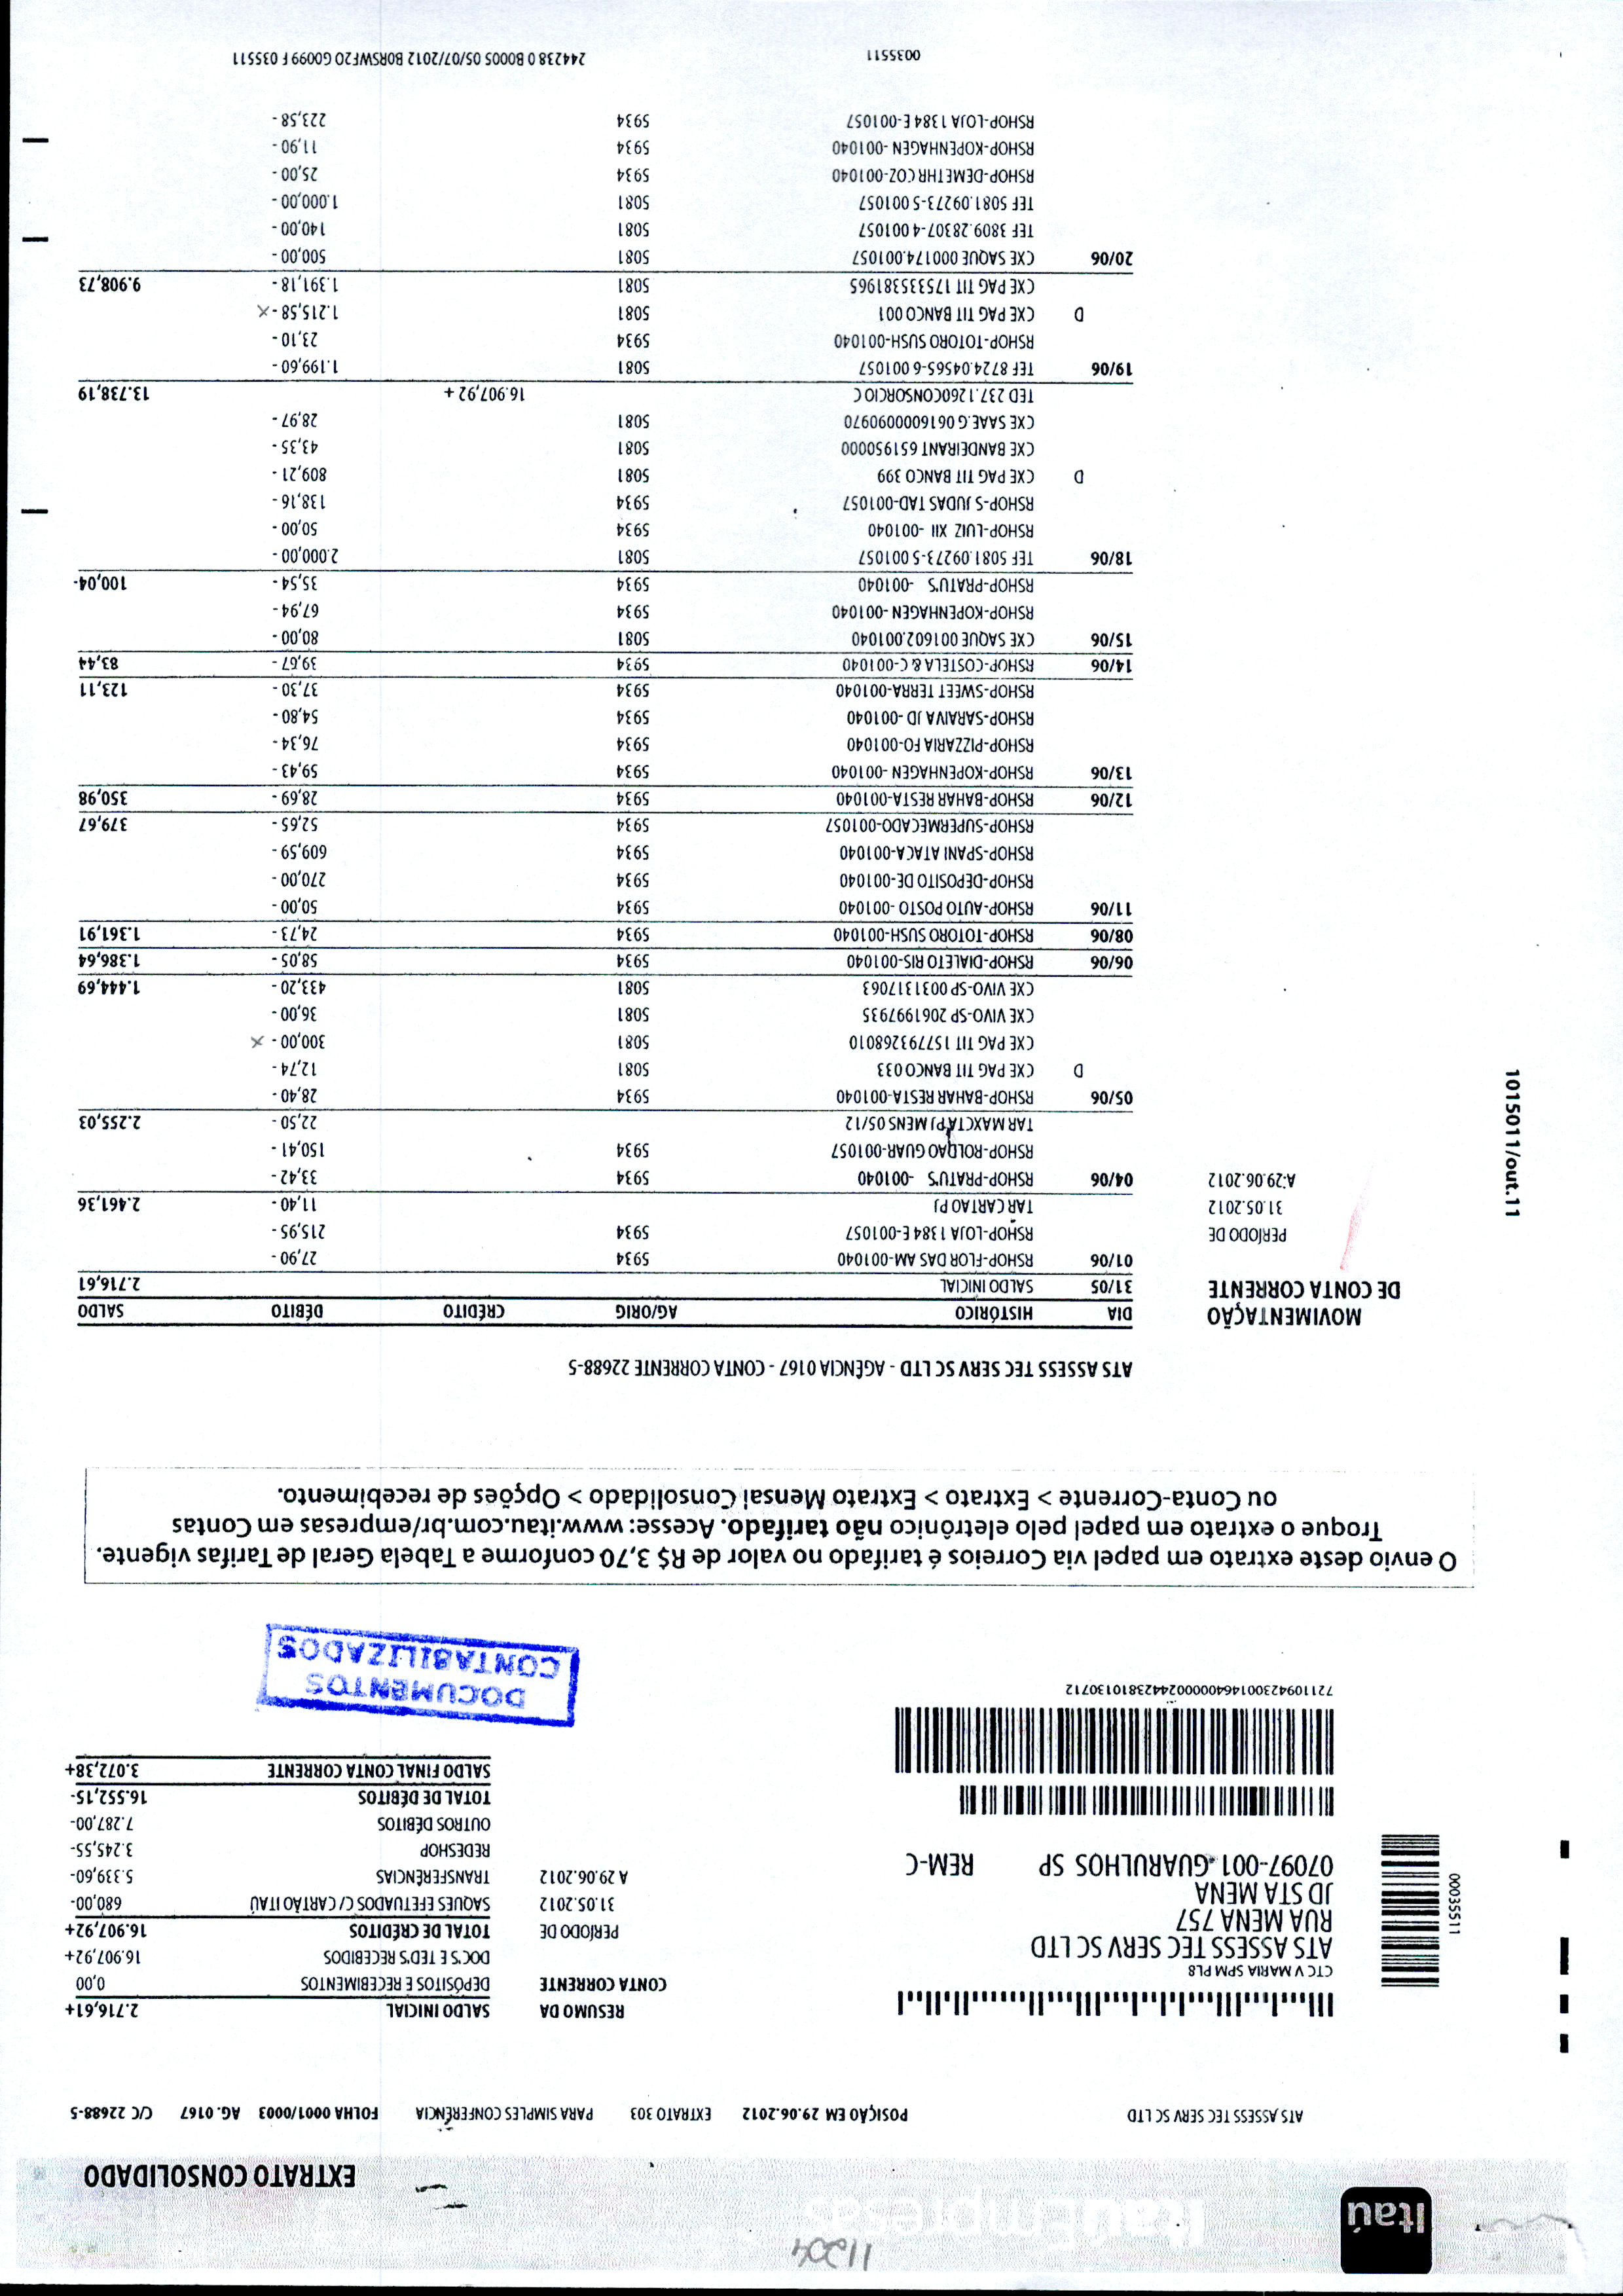 11204
Itaú
Itaú Empresas
EXTRATO CONSOLIDADO
ATS ASSESS TEC SERV SC LTD POSIÇÃO EM 29.06.2012 EXTRATO 303 PARA SIMPLES CONFERÊNCIA FOLHA 0001/0003 AG. 0167 C/C 22688-5
CTC V MARIA SPM PL8
ATS ASSESS TEC SERV SC LTD
RUA MENA 757
JD STA MENA
07097-001 GUARULHOS SP REM-C
00035511
7211094230014640000002442381013071​2
RESUMO DA SALDO INICIAL 2.716,61+
CONTA CORRENTE DEPÓSITOS E RECEBIMENTOS 0,00
DOC'S E TED'S RECEBIDOS 16.907,92+
PERÍODO DE TOTAL DE CRÉDITOS 16.907,92+
31.05.2012 SAQUES EFETUADOS C/ CARTÃO ITAÚ 680,00-
A 29.06.2012 TRANSFERÊNCIAS 5.339,60-
REDESHOP 3.245,55-
OUTROS DÉBITOS 7.287,00-
TOTAL DE DÉBITOS 16.552,15-
SALDO FINAL CONTA CORRENTE 3.072,38+
DOCUMENTOS
CONTABILIZADOS
O envio deste extrato em papel via Correios é tarifado no valor de R$ 3,70 conforme a Tabela Geral de Tarifas vigente.
Troque o extrato em papel pelo eletrônico não tarifado. Acesse: www.itau.com.br/empresas em Contas
ou Conta-Corrente > Extrato > Extrato Mensal Consolidado > Opções de recebimento.
ATS ASSESS TEC SERV SC LTD - AGÊNCIA 0167 - CONTA CORRENTE 22688-5
MOVIMENTAÇÃO
DE CONTA CORRENTE
PERÍODO DE
31.05.2012
A:29.06.2012
1015011/out.11
DIA HISTÓRICO AG/ORIG CRÉDITO DÉBITO SALDO
31/05 SALDO INICIAL 2.716,61
01/06 RSHOP-FLOR DAS AM-001040 5934 27,90 -
RSHOP-LOJA 1384 E-001057 5934 215,95 -
TAR CARTAO PJ 11,40 - 2.461,36
04/06 RSHOP-PRATU'S -001040 5934 33,42 -
RSHOP-ROLDAO GUAR-001057 5934 150,41 -
TAR MAXCTA PJ MENS 05/12 22,50 - 2.255,03
05/06 RSHOP-BAHAR RESTA-001040 5934 28,40 -
D CXE PAG TIT BANCO 033 5081 12,74 -
CXE PAG TIT 157793268010 5081 300,00 - x
CXE VIVO-SP 2061997935 5081 36,00 -
CXE VIVO-SP 0031317063 5081 433,20 - 1.444,69
06/06 RSHOP-DIALETO RIS-001040 5934 58,05 - 1.386,64
08/06 RSHOP-TOTORO SUSH-001040 5934 24,73 - 1.361,91
11/06 RSHOP-AUTO POSTO -001040 5934 50,00 -
RSHOP-DEPOSITO DE-001040 5934 270,00 -
RSHOP-SPANI ATACA-001040 5934 609,59 -
RSHOP-SUPERMECADO-001057 5934 52,65 - 379,67
12/06 RSHOP-BAHAR RESTA-001040 5934 28,69 - 350,98
13/06 RSHOP-KOPENHAGEN -001040 5934 59,43 -
RSHOP-PIZZARIA FO-001040 5934 76,34 -
RSHOP-SARAIVA JD -001040 5934 54,80 -
RSHOP-SWEET TERRA-001040 5934 37,30 - 123,11
14/06 RSHOP-COSTELA & C-001040 5934 39,67 - 83,44
15/06 CXE SAQUE 001602.001040 5081 80,00 -
RSHOP-KOPENHAGEN -001040 5934 67,94 -
RSHOP-PRATU'S -001040 5934 35,54 - 100,04-
18/06 TEF 5081.09273-5 001057 5081 2.000,00 -
RSHOP-LUIZ XII -001040 5934 50,00 -
RSHOP-S JUDAS TAD-001057 5934 138,16 -
D CXE PAG TIT BANCO 399 5081 809,21 -
CXE BANDEIRANT 651950000 5081 43,35 -
CXE SAAE.G 0616000090970 5081 28,97 -
TED 237.1260CONSORCIO C 16.907,92 + 13.738,19
19/06 TEF 8724.04565-6 001057 5081 1.199,60 -
RSHOP-TOTORO SUSH-001040 5934 23,10 -
D CXE PAG TIT BANCO 001 5081 1.215,58 - x
CXE PAG TIT 175335381965 5081 1.391,18 - 9.908,73
20/06 CXE SAQUE 000174.001057 5081 500,00 -
TEF 3809.28307-4 001057 5081 140,00 -
TEF 5081.09273-5 001057 5081 1.000,00 -
RSHOP-DEMETHR COZ-001040 5934 25,00 -
RSHOP-KOPENHAGEN -001040 5934 11,90 -
RSHOP-LOJA 1384 E-001057 5934 223,58 -
0035511 244238 0 B0005 05/07/2012 BORSWF20 G0099 F 035511